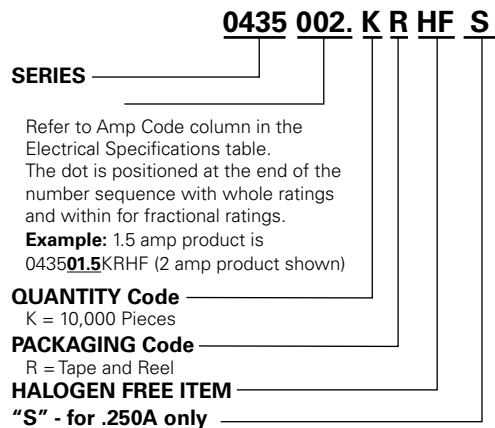 0435 002. K R HF S
SERIES
Refer to Amp Code column in the
Electrical Specifications table.
The dot is positioned at the end of the
number sequence with whole ratings
and within for fractional ratings.
Example: 1.5 amp product is
043501.5KRHF (2 amp product shown)
QUANTITY Code
K = 10,000 Pieces
PACKAGING Code
R = Tape and Reel
HALOGEN FREE ITEM
“S” - for .250A only